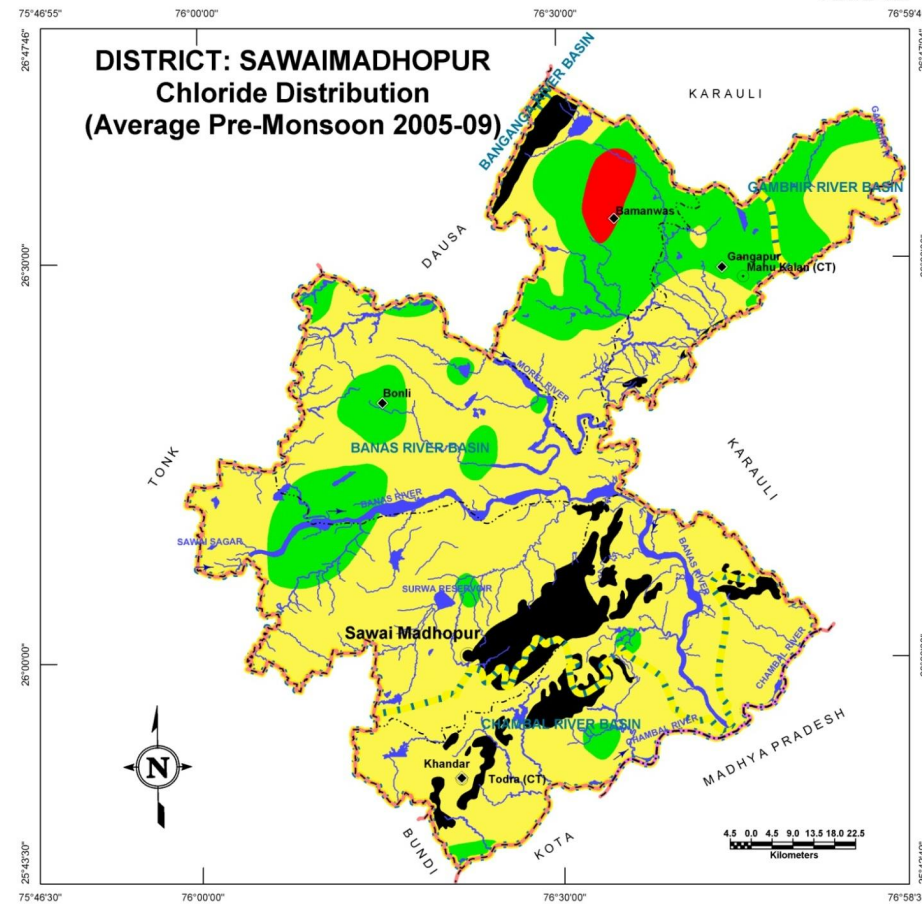 75°46'55"
76°00'00"
76°30'00"
26°47'46"
DISTRICT: SAWAIMADHOPUR
Chloride Distribution
(Average Pre-Monsoon 2005-09)
BANGANGA RIVER BASIN
KARAULI
GAMBHIR RIVER BASIN
Bamanwas
DAUSA
Gangapur
Mahu Kalan (CT)
26°30'00"
MOREL RIVER
Bonli
BANAS RIVER BASIN
TONK
KARAULI
BANAS RIVER
SAWAI SAGAR
BANAS RIVER
SURWA RESERVOIR
Sawai Madhopur
26°00'00"
CHAMBAL RIVER
CHAMBAL RIVER BASIN
CHAMBAL RIVER
MADHYA PRADESH
Khandar
Todra (CT)
N
BUNDI
KOTA
4.5 0.0 4.5 9.0 13.5 18.0 22.5
Kilometers
25°43'30"
75°46'30"
76°00'00"
76°30'00"